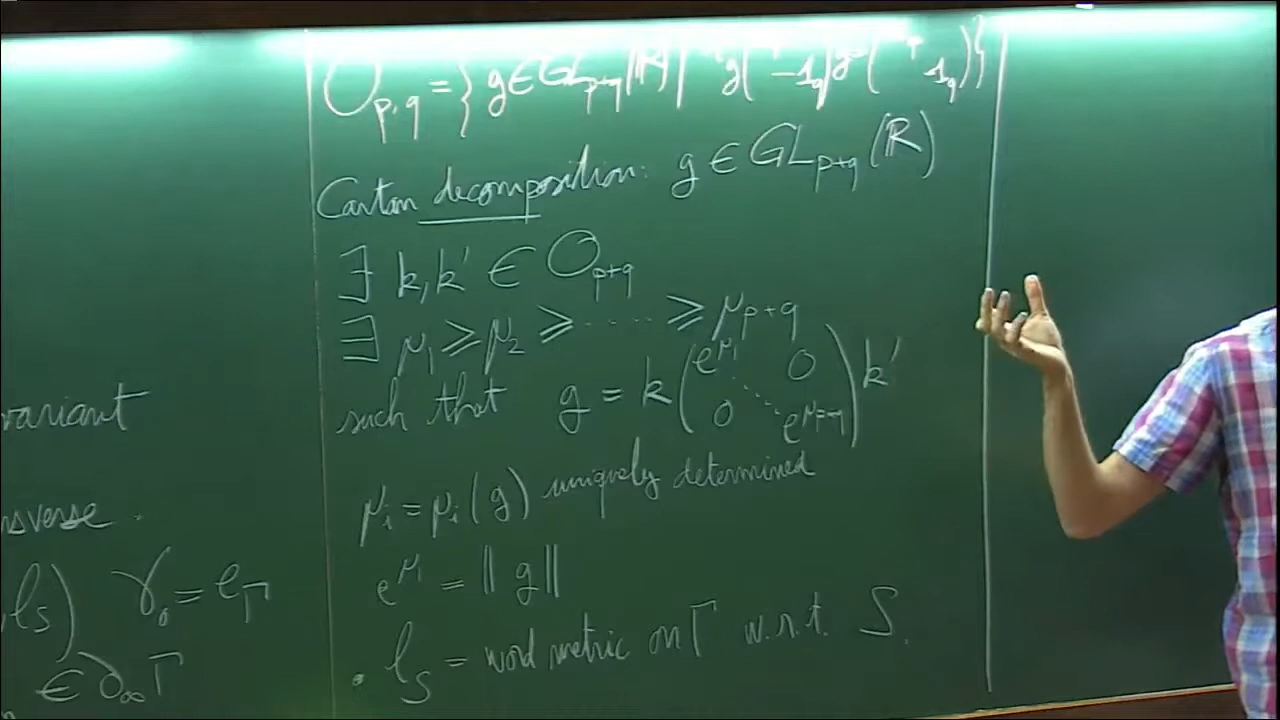 variant
nsverse.
l_S) γ_0 = e_Γ
∈ ∂_∞ Γ
O_{p,q} = { g ∈ GL_{p+q}(ℝ) | ᵗg( -1_q) g = ( -1_q) }
Cartan decomposition: g ∈ GL_{p+q}(ℝ)
∃ k, k' ∈ O_{p+q}
∃ μ_1 ⩾ μ_2 ⩾ ..... ⩾ μ_{p+q}
such that g = k ( e^{μ_1} 0 ⋱ 0 e^{μ_{p+q}} ) k'
μ_i = μ_i(g) uniquely determined
e^{μ_1} = ‖ g ‖
• l_S = word metric on Γ w.r.t. S.